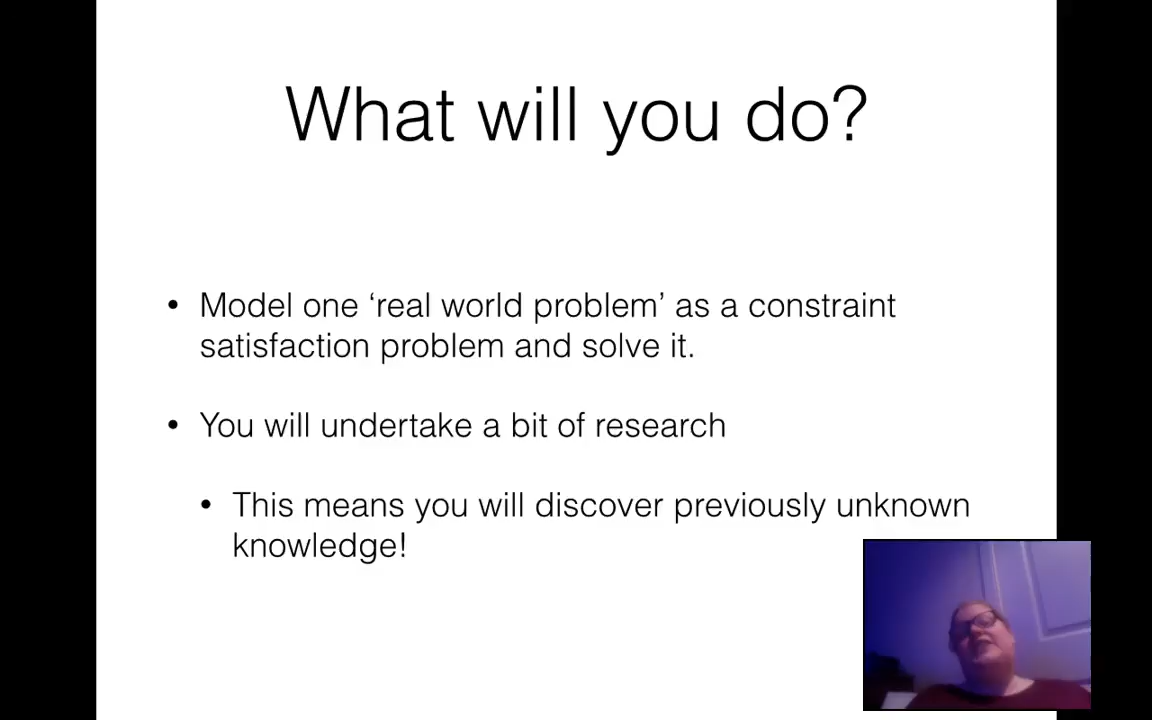 What will you do?
• Model one ‘real world problem’ as a constraint
satisfaction problem and solve it.
• You will undertake a bit of research
• This means you will discover previously unknown
knowledge!